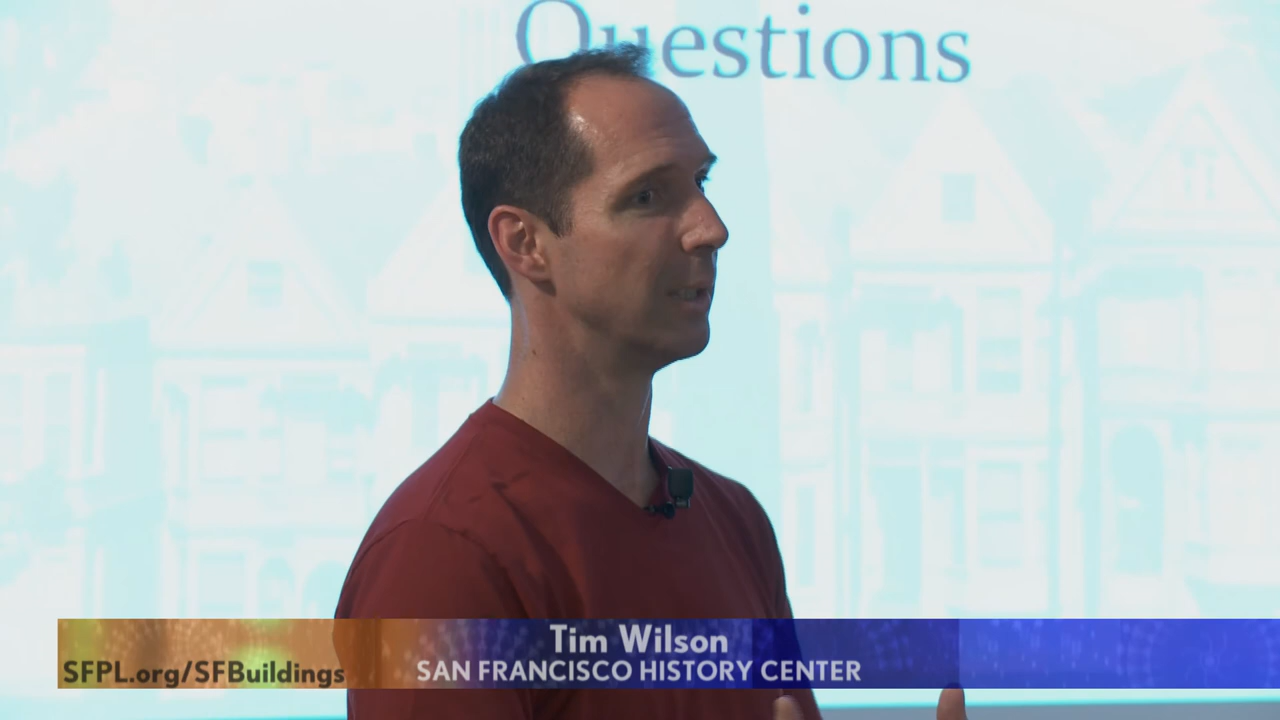 Questions
Tim Wilson
SFPL.org/SFBuildings
SAN FRANCISCO HISTORY CENTER